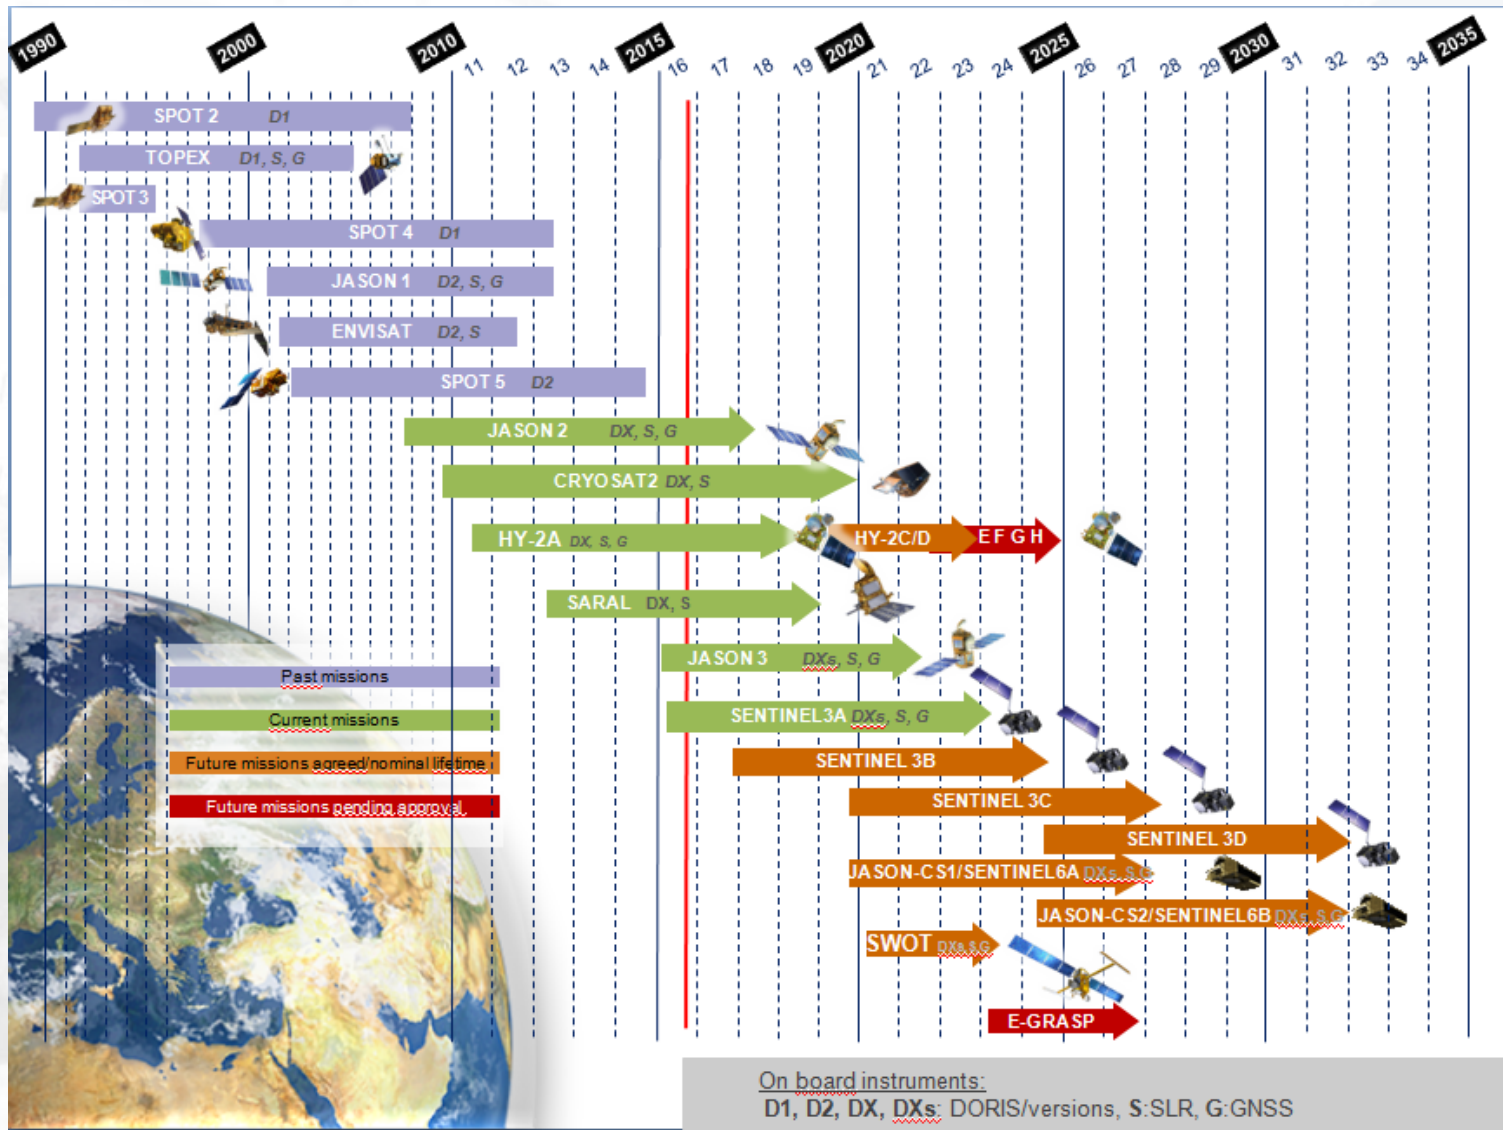 1990
2000
2010
11
12
13
14
2015
16
17
18
19
2020
21
22
23
24
2025
26
27
28
29
2030
31
32
33
34
2035
SPOT 2 D1
TOPEX D1, S, G
SPOT 3
SPOT 4 D1
JASON 1 D2, S, G
ENVISAT D2, S
SPOT 5 D2
JASON 2 DX, S, G
CRYOSAT2 DX, S
HY-2A DX, S, G
HY-2C/D
E F G H
SARAL DX, S
JASON 3 DXs, S, G
SENTINEL3A DXs, S, G
SENTINEL 3B
SENTINEL 3C
SENTINEL 3D
JASON-CS1/SENTINEL6A DXs, S,G
JASON-CS2/SENTINEL6B DXs, S,G
SWOT DXs,S,G
E-GRASP
Past missions
Current missions
Future missions agreed/nominal lifetime
Future missions pending approval
On board instruments:
D1, D2, DX, DXs: DORIS/versions, S:SLR, G:GNSS